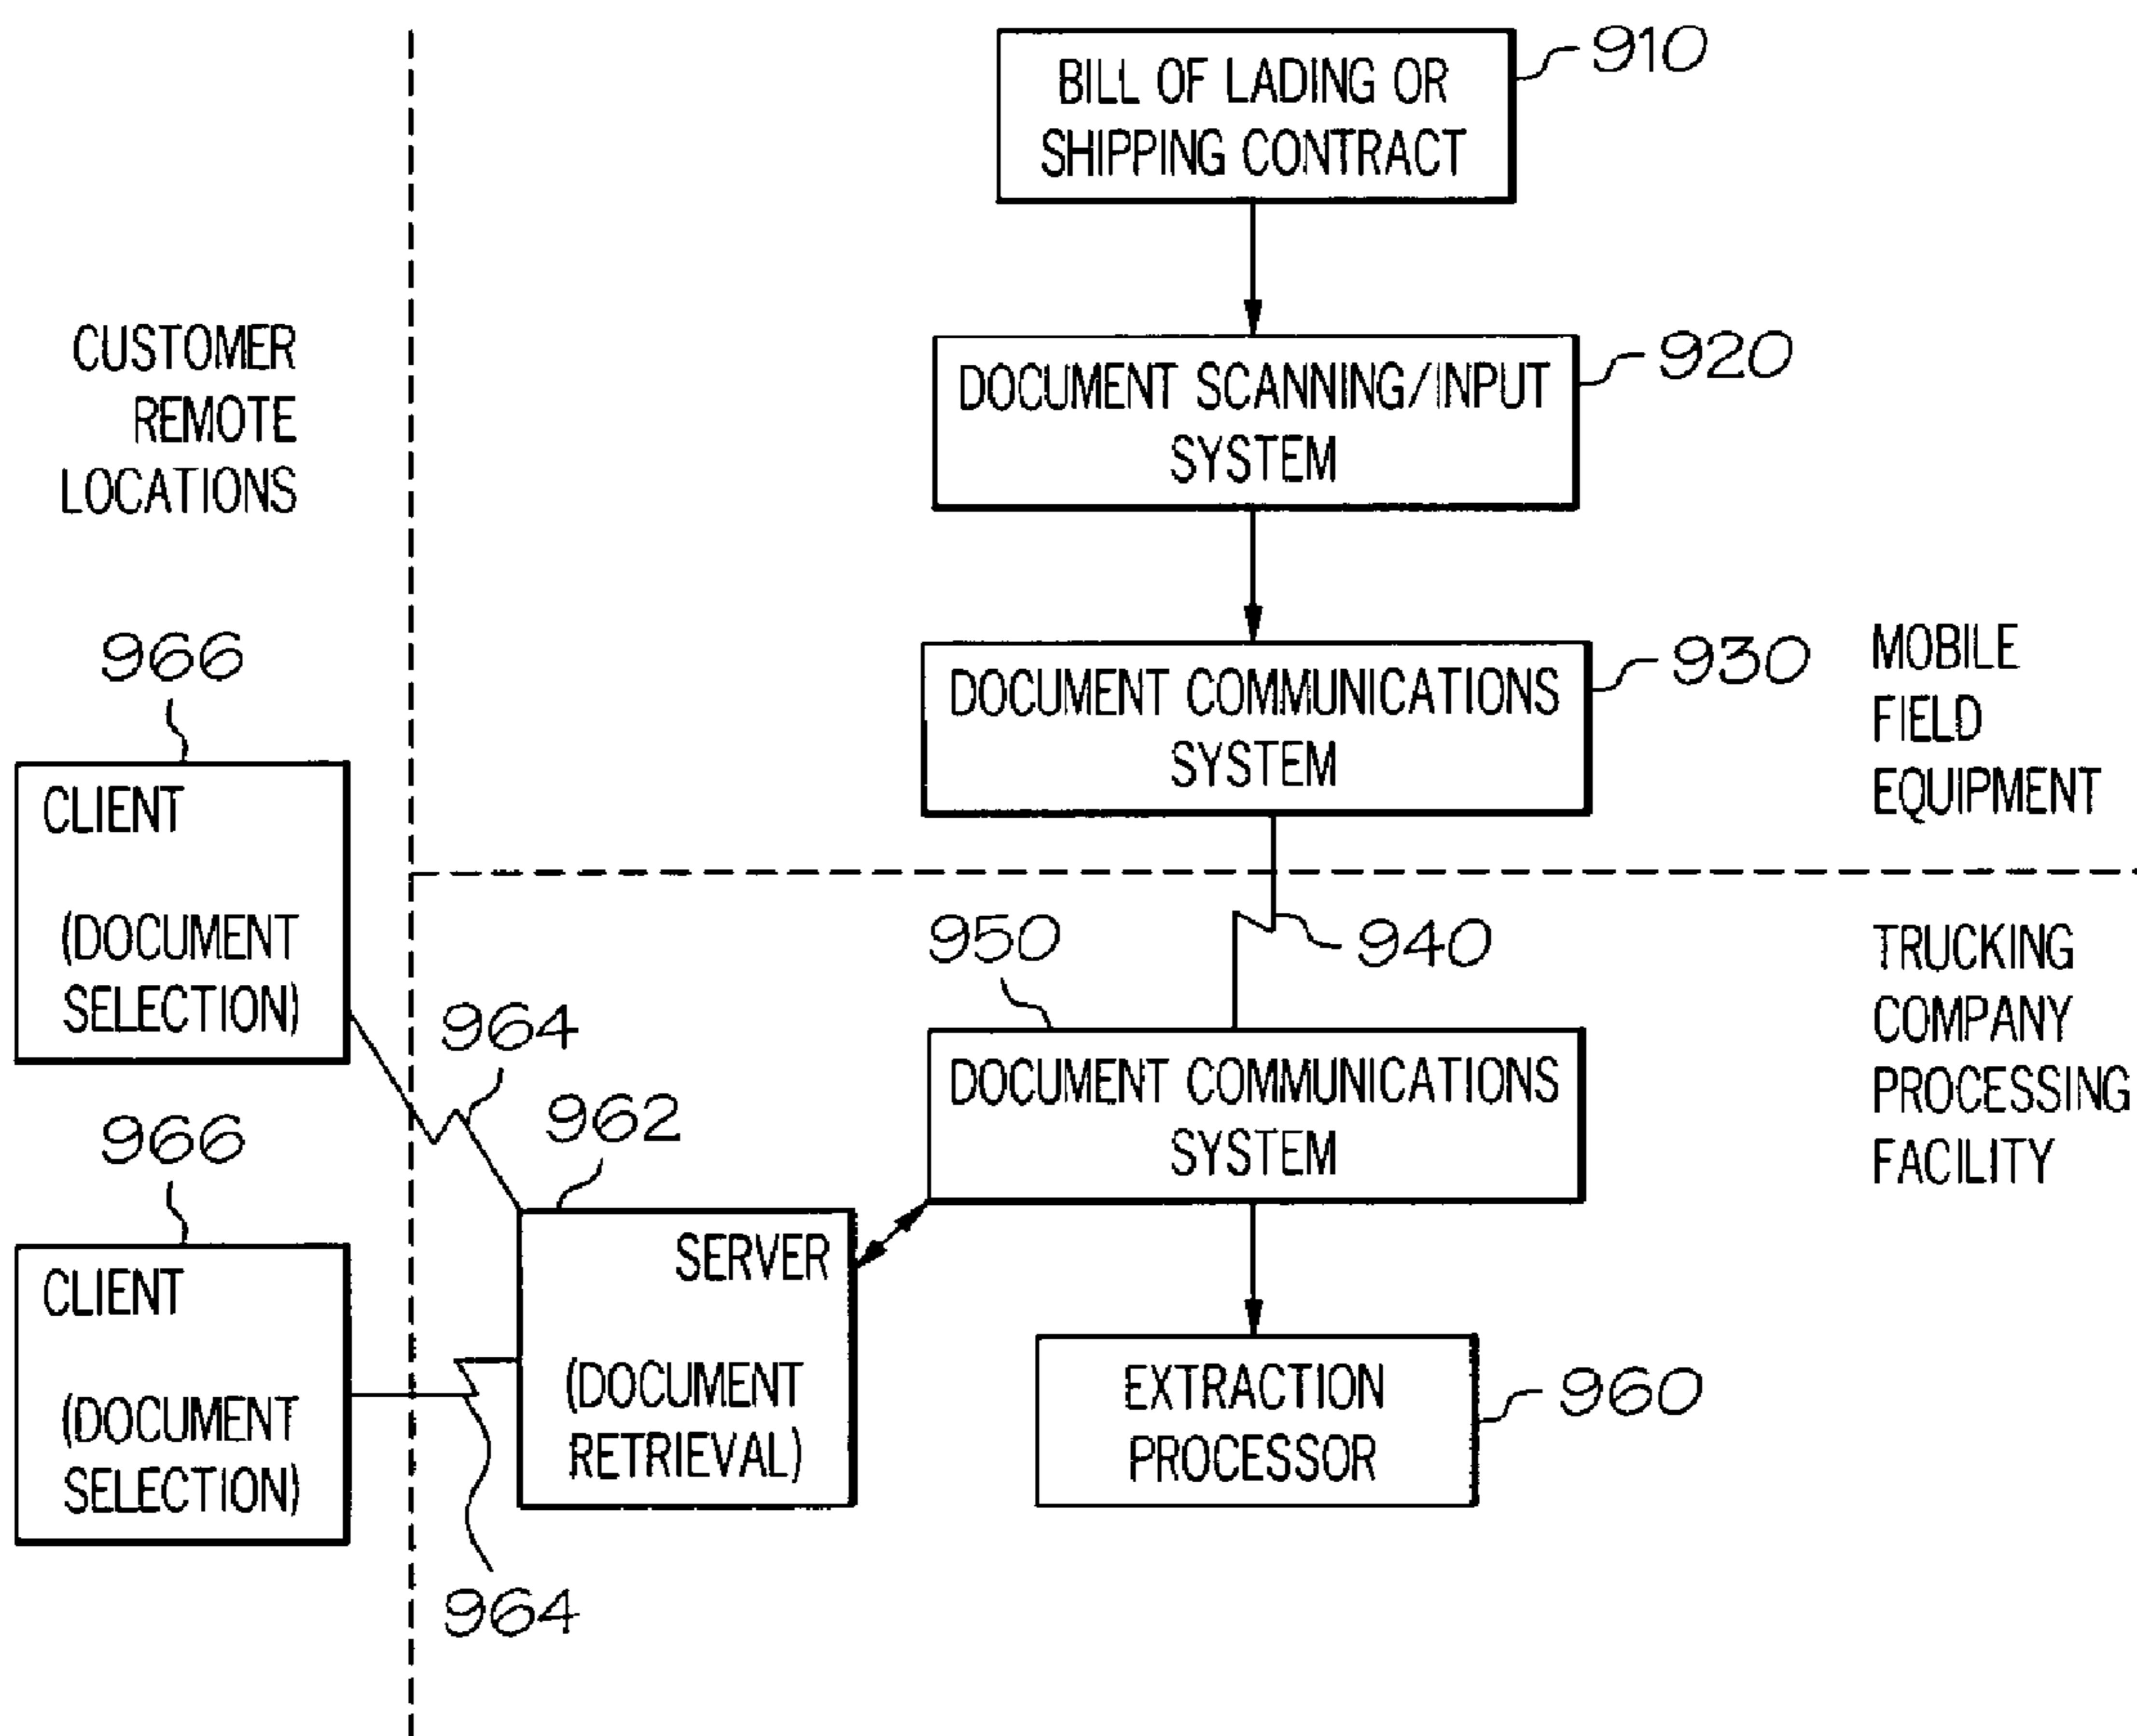 BILL OF LADING OR
SHIPPING CONTRACT
910
DOCUMENT SCANNING/INPUT
SYSTEM
920
CUSTOMER
REMOTE
LOCATIONS
DOCUMENT COMMUNICATIONS
SYSTEM
930
MOBILE
FIELD
EQUIPMENT
966
CLIENT
(DOCUMENT
SELECTION)
940
950
TRUCKING
COMPANY
PROCESSING
FACILITY
DOCUMENT COMMUNICATIONS
SYSTEM
964
962
966
CLIENT
(DOCUMENT
SELECTION)
SERVER
(DOCUMENT
RETRIEVAL)
EXTRACTION
PROCESSOR
960
964